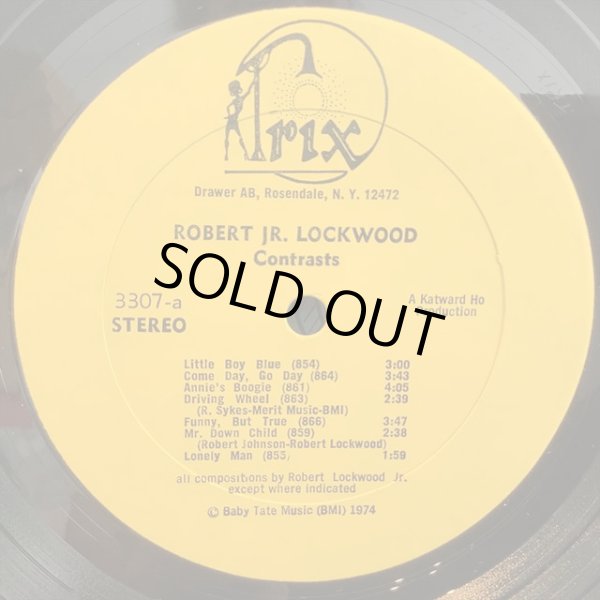 Trix
Drawer AB, Rosendale, N. Y. 12472
ROBERT JR. LOCKWOOD
Contrasts
3307-a
STEREO
A Katward Ho
Production
SOLD OUT
Little Boy Blue (854) 3:00
Come Day, Go Day (864) 3:43
Annie's Boogie (861) 4:05
Driving Wheel (863) 2:39
(R. Sykes-Merit Music-BMI)
Funny, But True (866) 3:47
Mr. Down Child (859) 2:38
(Robert Johnson-Robert Lockwood)
Lonely Man (855) 1:59
all compositions by Robert Lockwood Jr.
except where indicated
© Baby Tate Music (BMI) 1974